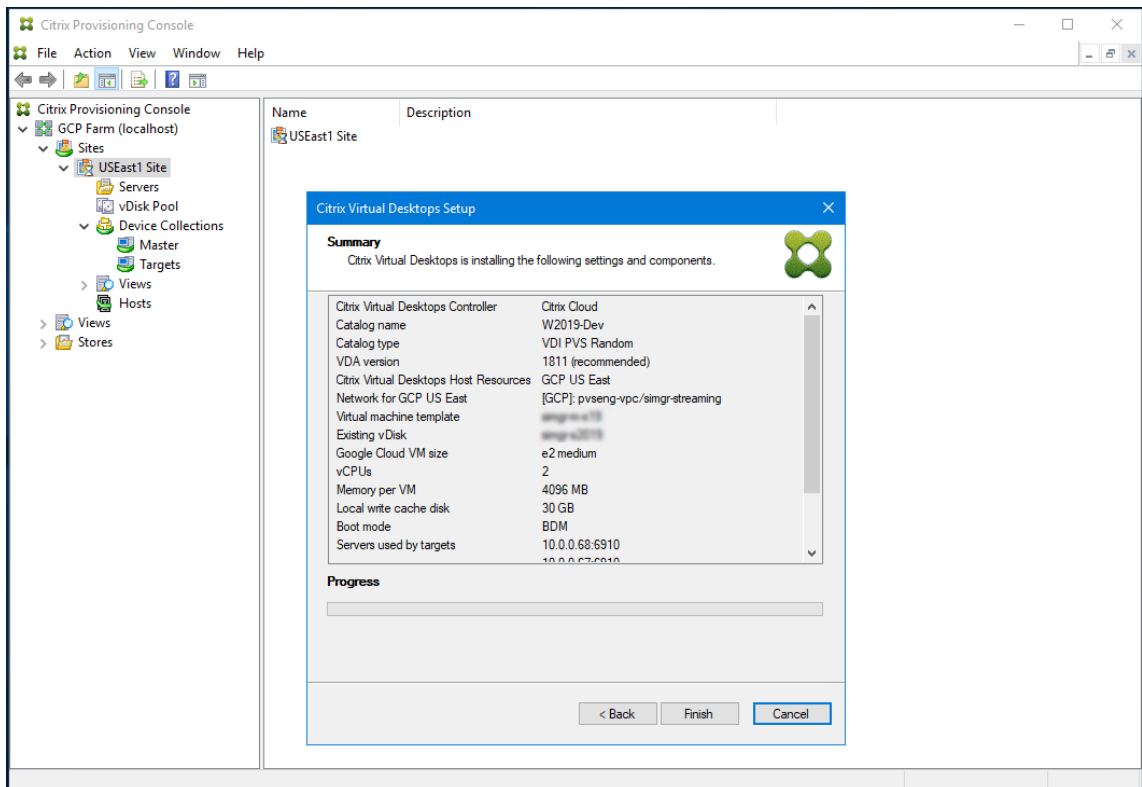 Citrix Provisioning Console
File Action View Window Help
Citrix Provisioning Console
GCP Farm (localhost)
Sites
USEast1 Site
Servers
vDisk Pool
Device Collections
Master
Targets
Views
Hosts
Views
Stores
Name Description
USEast1 Site
Citrix Virtual Desktops Setup
Summary
Citrix Virtual Desktops is installing the following settings and components.
Citrix Virtual Desktops Controller Citrix Cloud
Catalog name W2019-Dev
Catalog type VDI PVS Random
VDA version 1811 (recommended)
Citrix Virtual Desktops Host Resources GCP US East
Network for GCP US East [GCP]: pvseng-vpc/simgr-streaming
Virtual machine template
Existing vDisk
Google Cloud VM size e2 medium
vCPUs 2
Memory per VM 4096 MB
Local write cache disk 30 GB
Boot mode BDM
Servers used by targets 10.0.0.68:6910
10.0.0.67:6910
Progress
< Back Finish Cancel